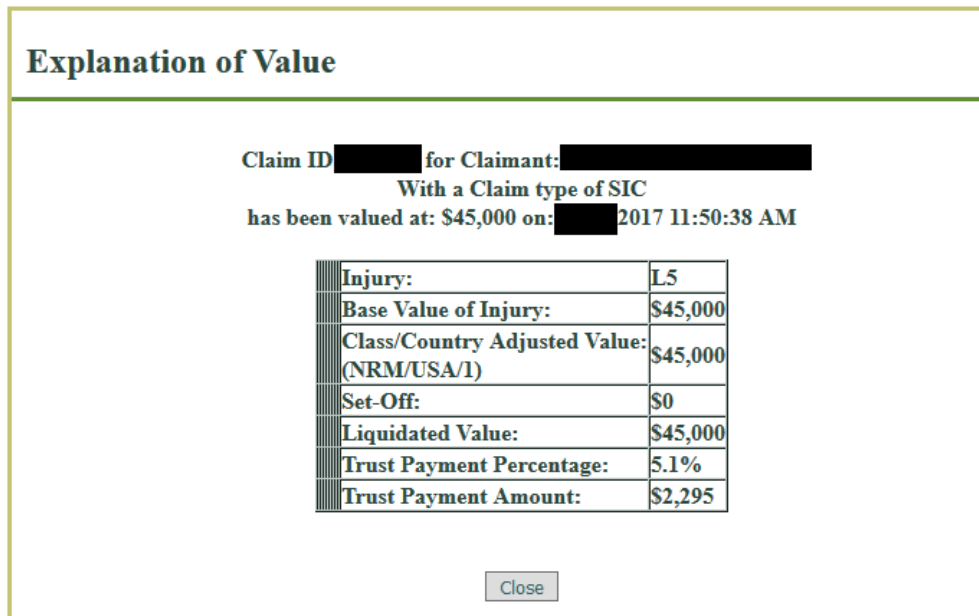 Explanation of Value
Claim ID for Claimant:
With a Claim type of SIC
has been valued at: $45,000 on: 2017 11:50:38 AM
Injury: L5
Base Value of Injury: $45,000
Class/Country Adjusted Value: $45,000
(NRM/USA/1)
Set-Off: $0
Liquidated Value: $45,000
Trust Payment Percentage: 5.1%
Trust Payment Amount: $2,295
Close